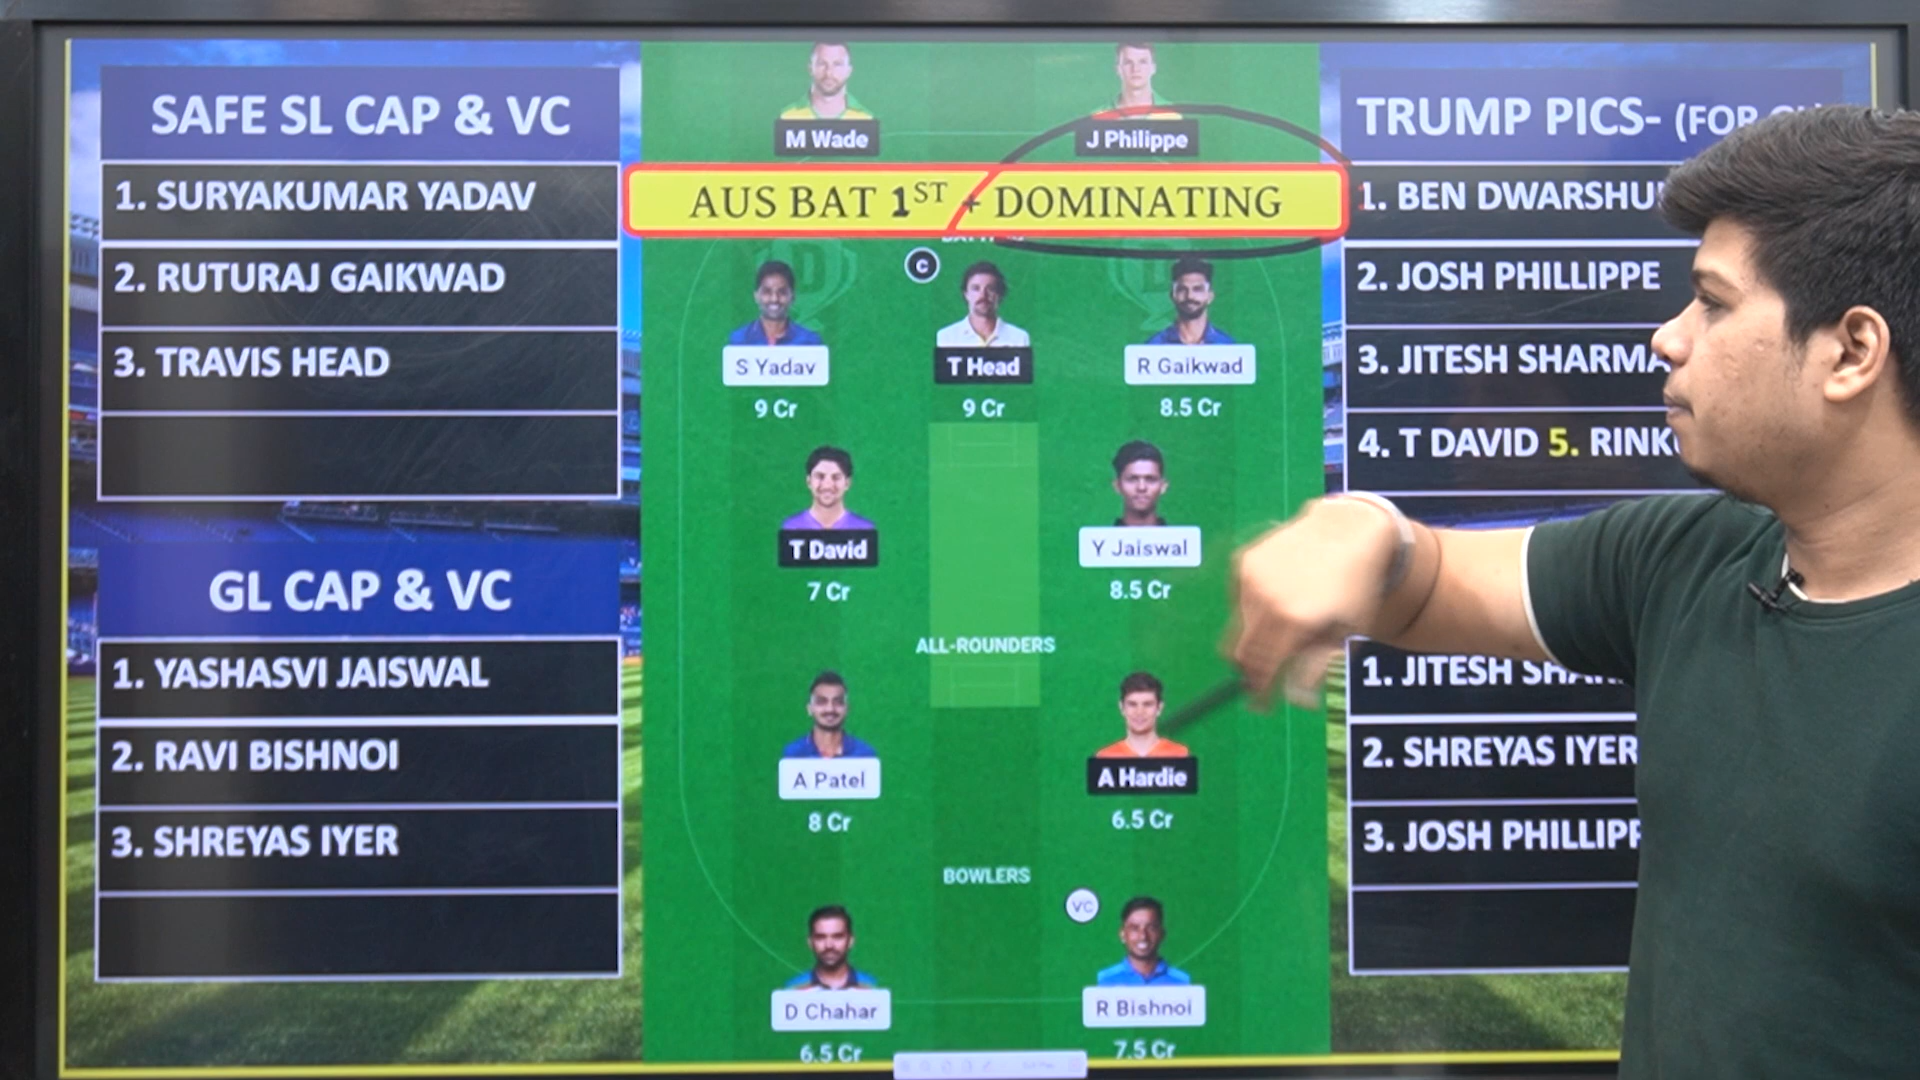 SAFE SL CAP & VC
1. SURYAKUMAR YADAV
2. RUTURAJ GAIKWAD
3. TRAVIS HEAD
GL CAP & VC
1. YASHASVI JAISWAL
2. RAVI BISHNOI
3. SHREYAS IYER
M Wade
J Philippe
AUS BAT 1ST + DOMINATING
C
S Yadav
T Head
R Gaikwad
9 Cr
9 Cr
8.5 Cr
T David
Y Jaiswal
7 Cr
8.5 Cr
ALL-ROUNDERS
A Patel
A Hardie
8 Cr
6.5 Cr
BOWLERS
VC
D Chahar
R Bishnoi
6.5 Cr
7.5 Cr
TRUMP PICS- (FOR
1. BEN
2. JOSH PHILLIPPE
3. JITESH SHARMA
4. T DAVID 5.
1. JITESH
2. SHREYAS IYER
3. JOSH